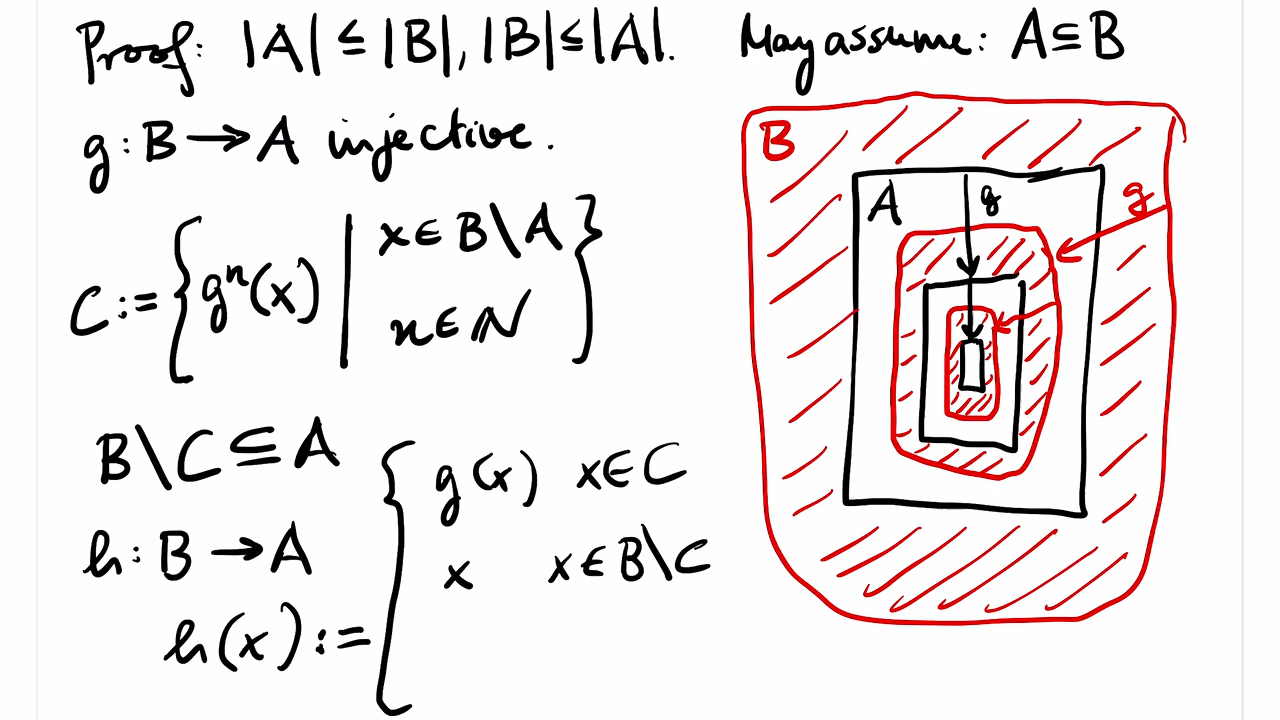 Proof: |A| ≤ |B|, |B| ≤ |A|. May assume: A ⊆ B
g : B → A injective.
C := { gⁿ(x) | x ∈ B \ A
n ∈ ℕ }
B \ C ⊆ A
h : B → A
h(x) := { g(x) x ∈ C
x x ∈ B \ C
B
A
g
g